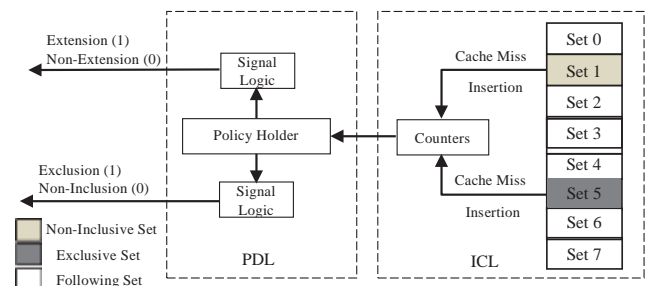 Extension (1)
Non-Extension (0)
Signal
Logic
Policy Holder
Exclusion (1)
Non-Inclusion (0)
Signal
Logic
PDL
Non-Inclusive Set
Exclusive Set
Following Set
Cache Miss
Insertion
Counters
Cache Miss
Insertion
ICL
Set 0
Set 1
Set 2
Set 3
Set 4
Set 5
Set 6
Set 7